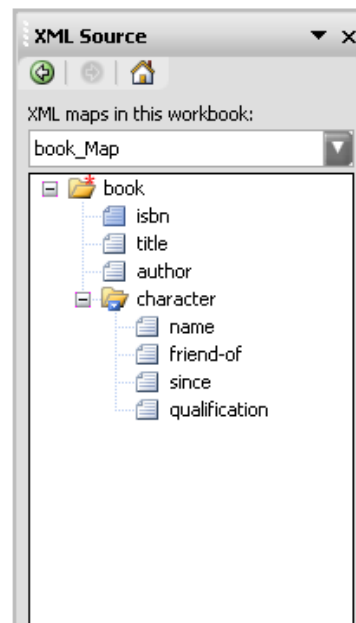 XML Source
XML maps in this workbook:
book_Map
book
isbn
title
author
character
name
friend-of
since
qualification